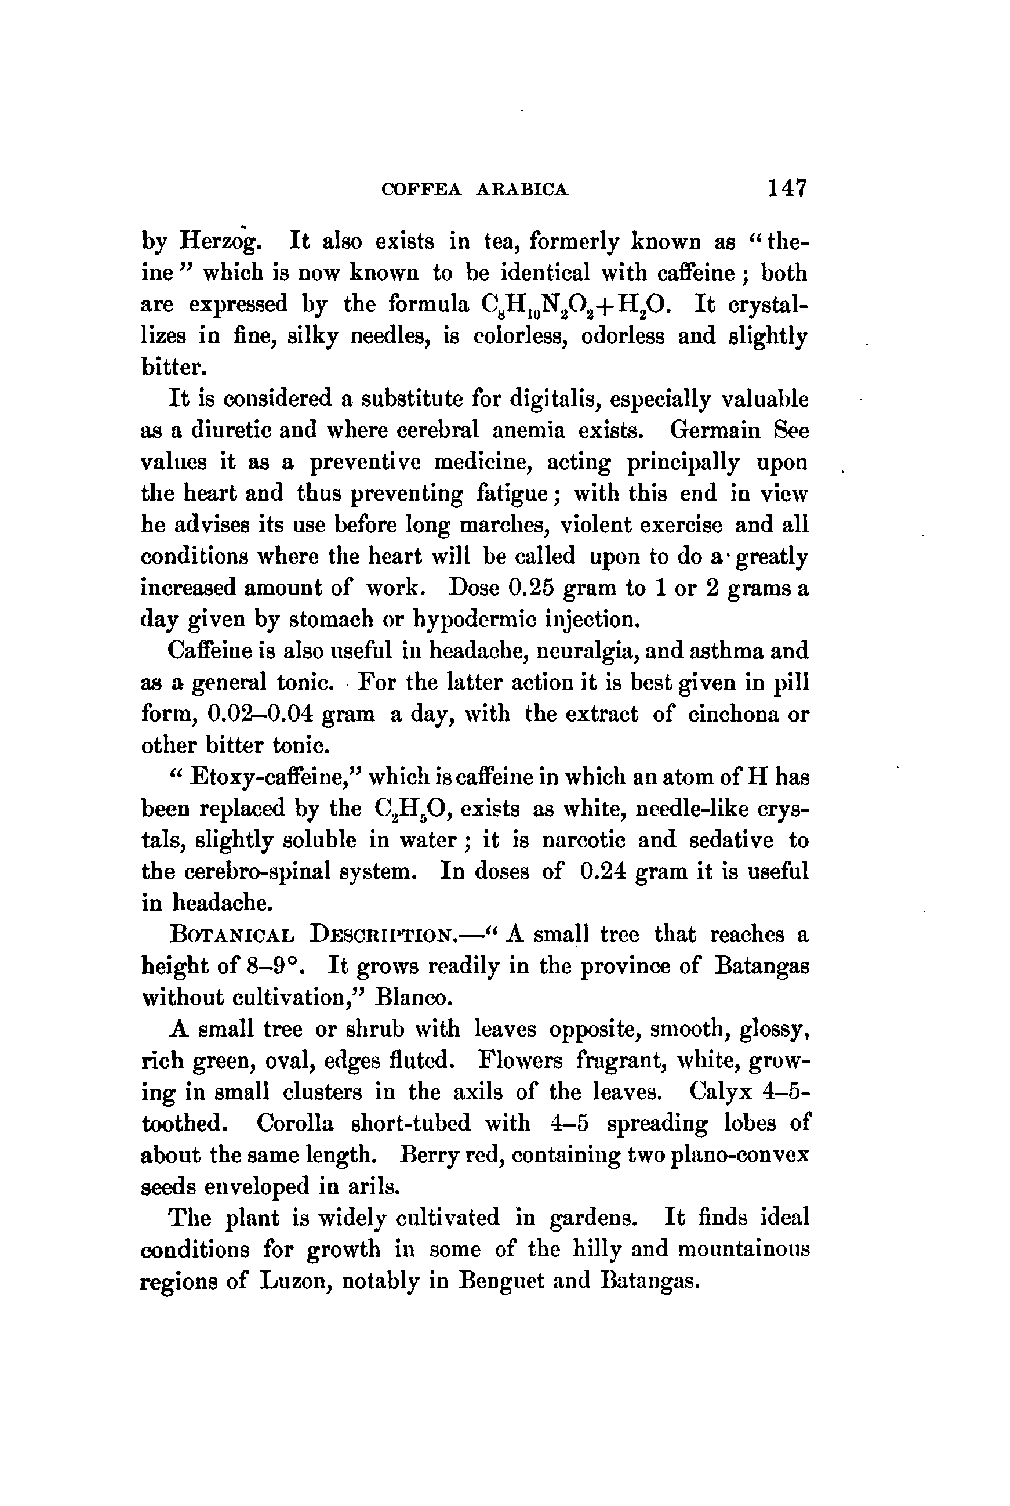 COFFEA ARABICA 147
by Herzog. It also exists in tea, formerly known as “the-
ine” which is now known to be identical with caffeine; both
are expressed by the formula C₈H₁₀N₂O₂+H₂O. It crystal-
lizes in fine, silky needles, is colorless, odorless and slightly
bitter.
It is considered a substitute for digitalis, especially valuable
as a diuretic and where cerebral anemia exists. Germain See
values it as a preventive medicine, acting principally upon
the heart and thus preventing fatigue; with this end in view
he advises its use before long marches, violent exercise and all
conditions where the heart will be called upon to do a greatly
increased amount of work. Dose 0.25 gram to 1 or 2 grams a
day given by stomach or hypodermic injection.
Caffeine is also useful in headache, neuralgia, and asthma and
as a general tonic. For the latter action it is best given in pill
form, 0.02–0.04 gram a day, with the extract of cinchona or
other bitter tonic.
“Etoxy-caffeine,” which is caffeine in which an atom of H has
been replaced by the C₂H₅O, exists as white, needle-like crys-
tals, slightly soluble in water; it is narcotic and sedative to
the cerebro-spinal system. In doses of 0.24 gram it is useful
in headache.
BOTANICAL DESCRIPTION.—“A small tree that reaches a
height of 8–9°. It grows readily in the province of Batangas
without cultivation,” Blanco.
A small tree or shrub with leaves opposite, smooth, glossy,
rich green, oval, edges fluted. Flowers fragrant, white, grow-
ing in small clusters in the axils of the leaves. Calyx 4–5-
toothed. Corolla short-tubed with 4–5 spreading lobes of
about the same length. Berry red, containing two plano-convex
seeds enveloped in arils.
The plant is widely cultivated in gardens. It finds ideal
conditions for growth in some of the hilly and mountainous
regions of Luzon, notably in Benguet and Batangas.